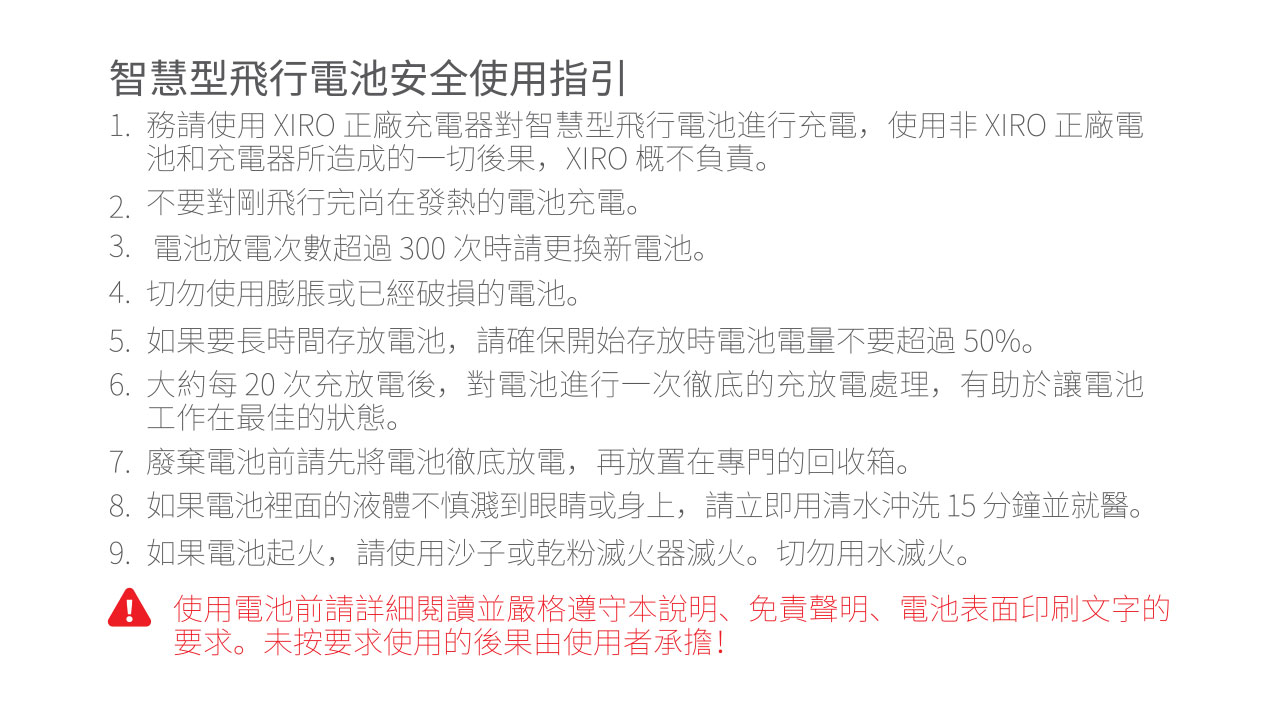 智慧型飛行電池安全使用指引
1. 務請使用 XIRO 正廠充電器對智慧型飛行電池進行充電，使用非 XIRO 正廠電
池和充電器所造成的一切後果，XIRO 概不負責。
2. 不要對剛飛行完尚在發熱的電池充電。
3. 電池放電次數超過 300 次時請更換新電池。
4. 切勿使用膨脹或已經破損的電池。
5. 如果要長時間存放電池，請確保開始存放時電池電量不要超過 50%。
6. 大約每 20 次充放電後，對電池進行一次徹底的充放電處理，有助於讓電池
工作在最佳的狀態。
7. 廢棄電池前請先將電池徹底放電，再放置在專門的回收箱。
8. 如果電池裡面的液體不慎濺到眼睛或身上，請立即用清水沖洗 15 分鐘並就醫。
9. 如果電池起火，請使用沙子或乾粉滅火器滅火。切勿用水滅火。
使用電池前請詳細閱讀並嚴格遵守本說明、免責聲明、電池表面印刷文字的
要求。未按要求使用的後果由使用者承擔！